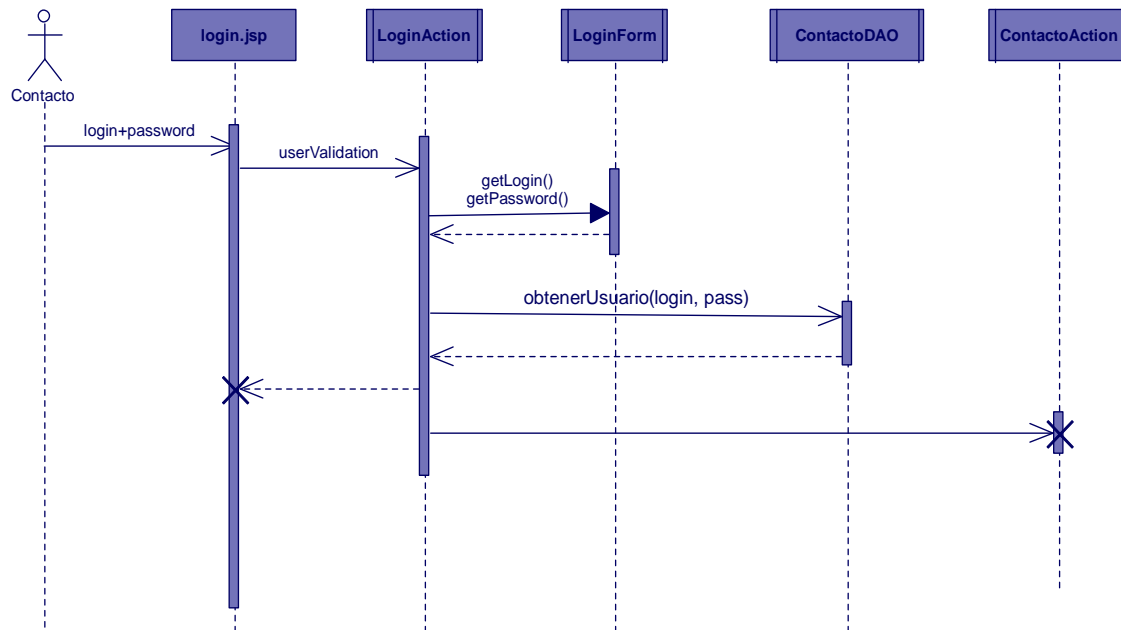 login.jsp
LoginAction
LoginForm
ContactoDAO
ContactoAction
Contacto
login+password
userValidation
getLogin()
getPassword()
obtenerUsuario(login, pass)